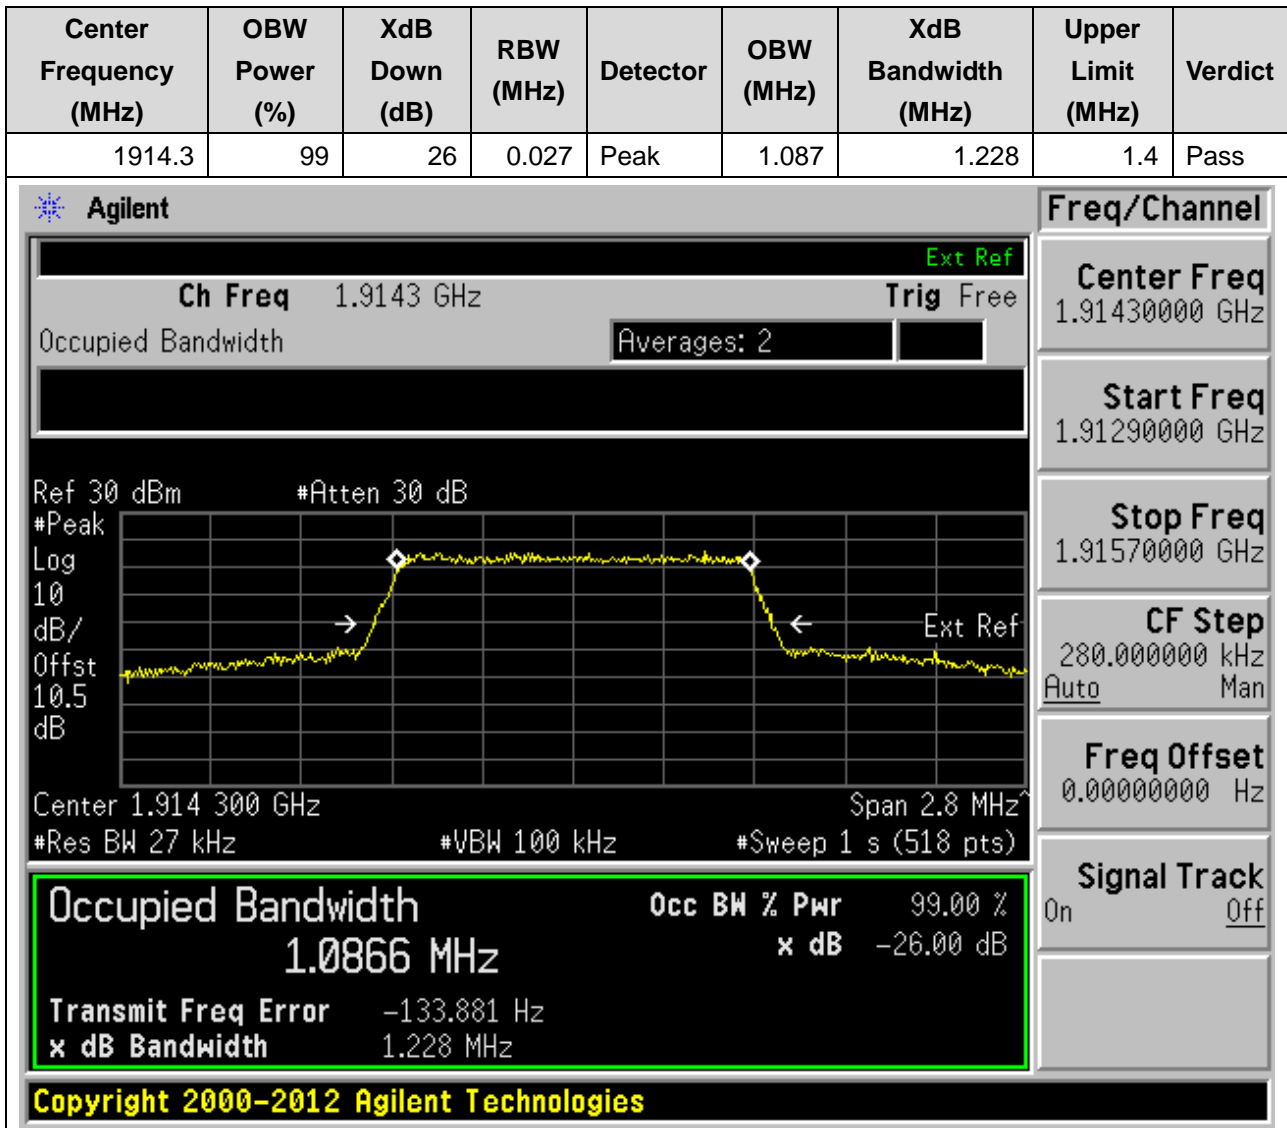 Center Frequency (MHz) OBW Power (%) XdB Down (dB) RBW (MHz) Detector OBW (MHz) XdB Bandwidth (MHz) Upper Limit (MHz) Verdict
1914.3 99 26 0.027 Peak 1.087 1.228 1.4 Pass
Agilent
Freq/Channel
Ext Ref
Ch Freq 1.9143 GHz Trig Free
Occupied Bandwidth Averages: 2
Center Freq
1.91430000 GHz
Start Freq
1.91290000 GHz
Stop Freq
1.91570000 GHz
CF Step
280.000000 kHz
Auto Man
Freq Offset
0.00000000 Hz
Signal Track
On Off
Ref 30 dBm #Atten 30 dB
#Peak
Log
10
dB/
Offst
10.5
dB
Ext Ref
Center 1.914 300 GHz Span 2.8 MHz^
#Res BW 27 kHz #VBW 100 kHz #Sweep 1 s (518 pts)
Occupied Bandwidth Occ BW % Pwr 99.00 %
1.0866 MHz x dB -26.00 dB
Transmit Freq Error -133.881 Hz
x dB Bandwidth 1.228 MHz
Copyright 2000-2012 Agilent Technologies